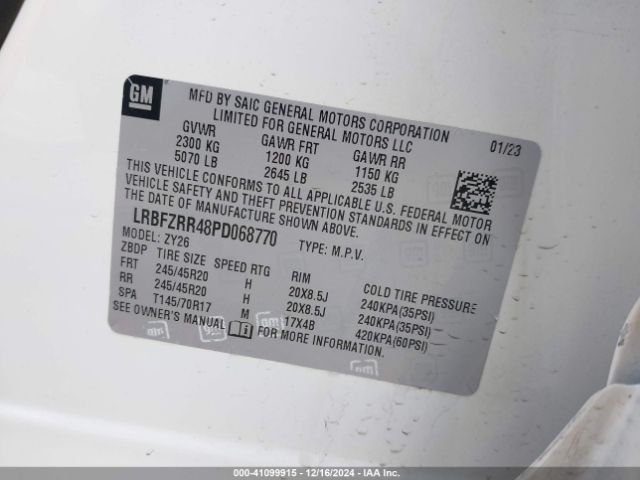 GM
MFD BY SAIC GENERAL MOTORS CORPORATION
LIMITED FOR GENERAL MOTORS LLC
01/23
GVWR GAWR FRT GAWR RR
2300 KG 1200 KG 1150 KG
5070 LB 2645 LB 2535 LB
THIS VEHICLE CONFORMS TO ALL APPLICABLE U.S. FEDERAL MOTOR
VEHICLE SAFETY AND THEFT PREVENTION STANDARDS IN EFFECT ON
THE DATE OF MANUFACTURE SHOWN ABOVE.
LRBFZRR48PD068770 TYPE: M.P.V.
MODEL: ZY26
ZBDP TIRE SIZE SPEED RTG RIM COLD TIRE PRESSURE
FRT 245/45R20 H 20X8.5J 240KPA(35PSI)
RR 245/45R20 H 20X8.5J 240KPA(35PSI)
SPA T145/70R17 M 17X4B 420KPA(60PSI)
SEE OWNER'S MANUAL FOR MORE INFORMATION.
000-41099915 - 12/16/2024 - IAA Inc.